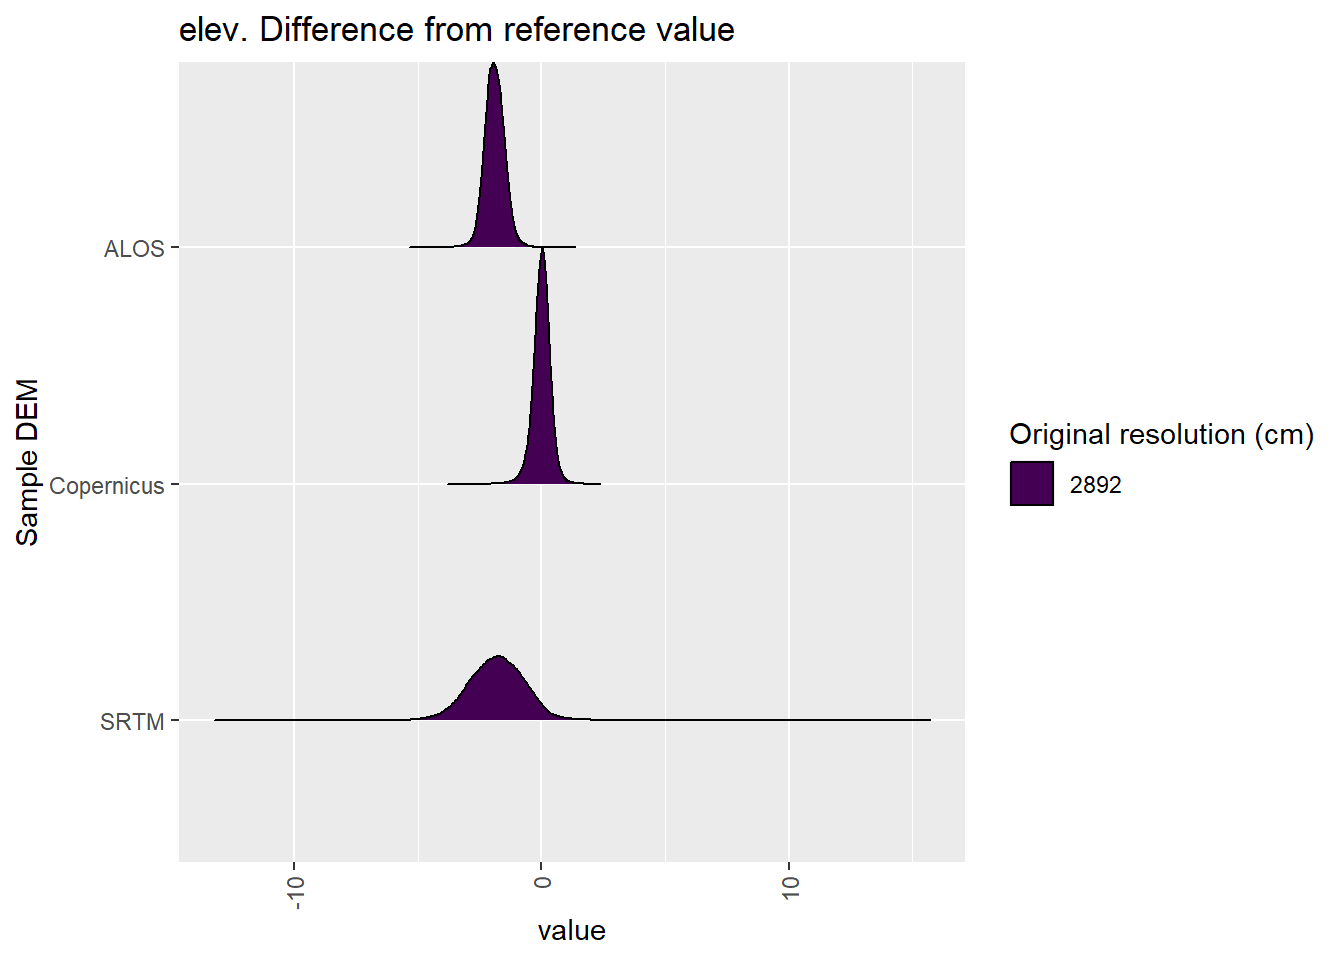 elev. Difference from reference value
Sample DEM
ALOS
Copernicus
SRTM
-10
0
10
value
Original resolution (cm)
2892